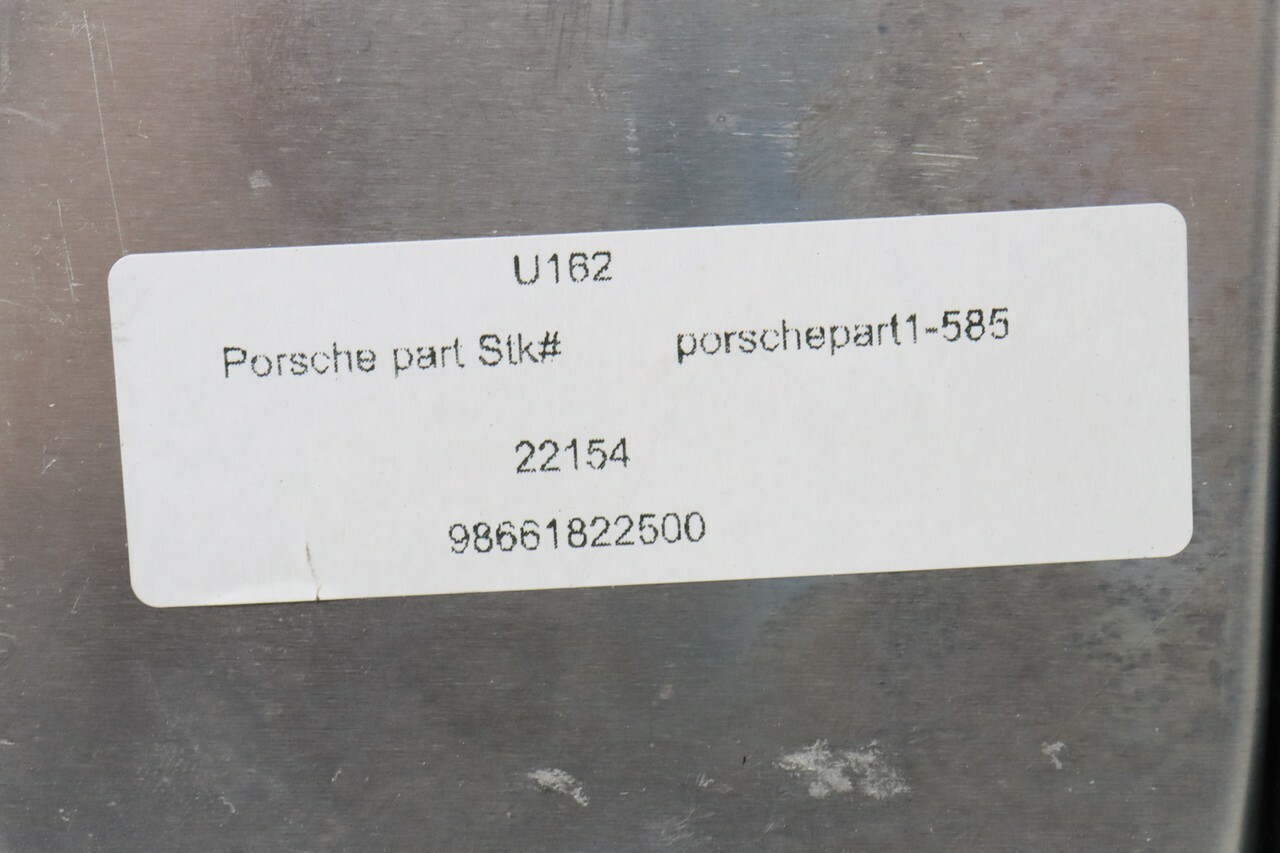 U162
Porsche part Stk# porschepart1-585
22154
98661822500